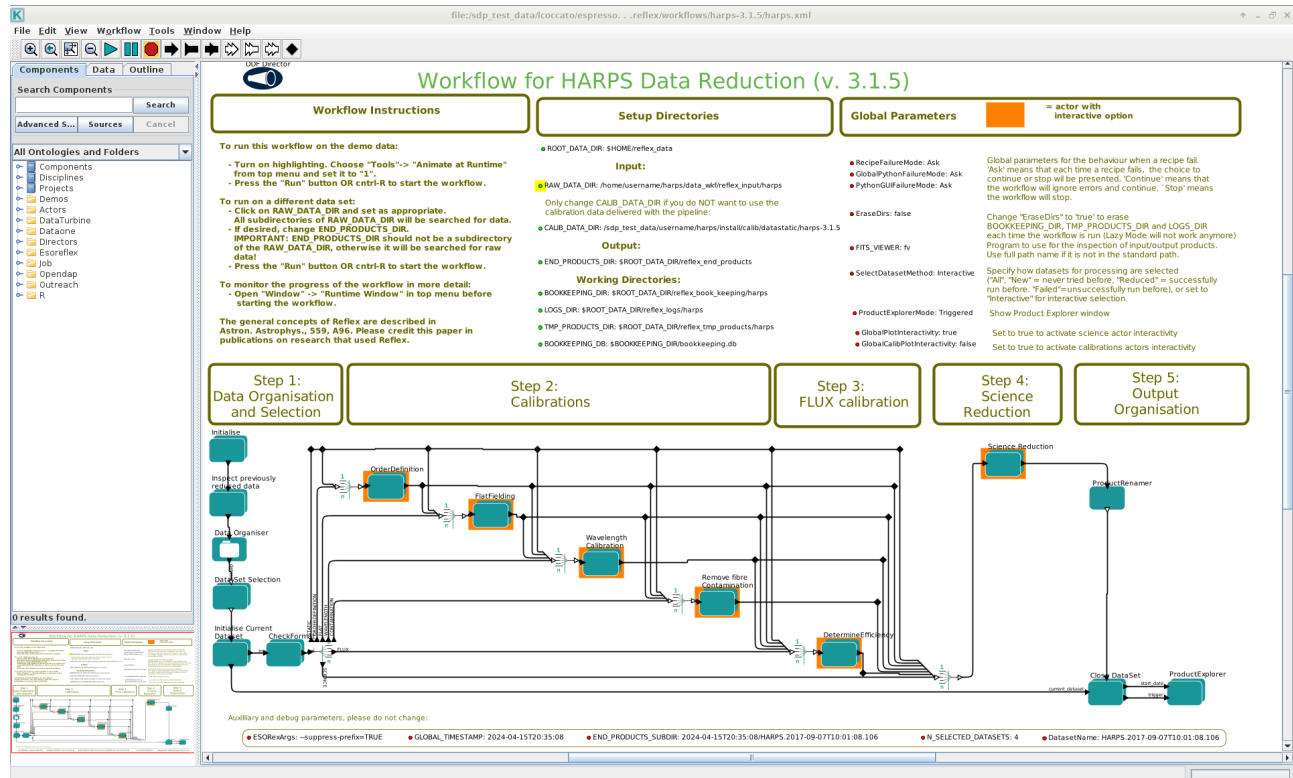 file:/sdp_test_data/lcoccato/espresso. . .reflex/workflows/harps-3.1.5/harps.xml
File Edit View Workflow Tools Window Help
Components Data Outline
Search Components
Search
Advanced S... Sources Cancel
All Ontologies and Folders
Components
Disciplines
Projects
Demos
Actors
DataTurbine
Dataone
Directors
Esoreflex
Job
Opendap
Outreach
R
0 results found.
DDF Director
Workflow for HARPS Data Reduction (v. 3.1.5)
Workflow Instructions
To run this workflow on the demo data:
- Turn on highlighting. Choose "Tools"-> "Animate at Runtime"
from top menu and set it to "1".
- Press the "Run" button OR cntrl-R to start the workflow.
To run on a different data set:
- Click on RAW_DATA_DIR and set as appropriate.
All subdirectories of RAW_DATA_DIR will be searched for data.
- If desired, change END_PRODUCTS_DIR.
IMPORTANT: END_PRODUCTS_DIR should not be a subdirectory
of the RAW_DATA_DIR, otherwise it will be searched for raw
data!
- Press the "Run" button OR cntrl-R to start the workflow.
To monitor the progress of the workflow in more detail:
- Open "Window" -> "Runtime Window" in top menu before
starting the workflow.
The general concepts of Reflex are described in
Astron. Astrophys., 559, A96. Please credit this paper in
publications on research that used Reflex.
Setup Directories
ROOT_DATA_DIR: $HOME/reflex_data
Input:
RAW_DATA_DIR: /home/username/harps/data_wkf/reflex_input/harps
Only change CALIB_DATA_DIR if you do NOT want to use the
calibration data delivered with the pipeline:
CALIB_DATA_DIR: /sdp_test_data/username/harps/install/calib/datastatic/harps-3.1.5
Output:
END_PRODUCTS_DIR: $ROOT_DATA_DIR/reflex_end_products
Working Directories:
BOOKKEEPING_DIR: $ROOT_DATA_DIR/reflex_book_keeping/harps
LOGS_DIR: $ROOT_DATA_DIR/reflex_logs/harps
TMP_PRODUCTS_DIR: $ROOT_DATA_DIR/reflex_tmp_products/harps
BOOKKEEPING_DB: $BOOKKEEPING_DIR/bookkeeping.db
Global Parameters
= actor with
interactive option
RecipeFailureMode: Ask
GlobalPythonFailureMode: Ask
PythonGUIFailureMode: Ask
Global parameters for the behaviour when a recipe fail.
'Ask' means that each time a recipe fails, the choice to
continue or stop wil be presented. 'Continue' means that
the workflow will ignore errors and continue. `Stop' means
the workflow will stop.
EraseDirs: false
Change "EraseDirs" to 'true' to erase
BOOKKEEPING_DIR, TMP_PRODUCTS_DIR and LOGS_DIR
each time the workflow is run (Lazy Mode will not work anymore)
FITS_VIEWER: fv
Program to use for the inspection of input/output products.
Use full path name if it is not in the standard path.
SelectDatasetMethod: Interactive
Specify how datasets for processing are selected
("All", "New" = never tried before, "Reduced" = successfully
run before, "Failed"=unsuccessfully run before), or set to
"Interactive" for interactive selection.
ProductExplorerMode: Triggered
Show Product Explorer window
GlobalPlotInteractivity: true
Set to true to activate science actor interactivity
GlobalCalibPlotInteractivity: false
Set to true to activate calibrations actors interactivity
Step 1:
Data Organisation
and Selection
Step 2:
Calibrations
Step 3:
FLUX calibration
Step 4:
Science
Reduction
Step 5:
Output
Organisation
Initialise
Inspect previously
reduced data
Data Organiser
DataSet Selection
Initialise Current
Dataset
CheckForm
FLUX
OrderDefinition
FlatFielding
Wavelength
Calibration
Remove fibre
Contamination
DetermineEfficiency
Science Reduction
ProductRenamer
Close DataSet
ProductExplorer
current_dataset
start_date
trigger
Auxilliary and debug parameters, please do not change:
ESORexArgs: --suppress-prefix=TRUE
GLOBAL_TIMESTAMP: 2024-04-15T20:35:08
END_PRODUCTS_SUBDIR: 2024-04-15T20:35:08/HARPS.2017-09-07T10:01:08.106
N_SELECTED_DATASETS: 4
DatasetName: HARPS.2017-09-07T10:01:08.106